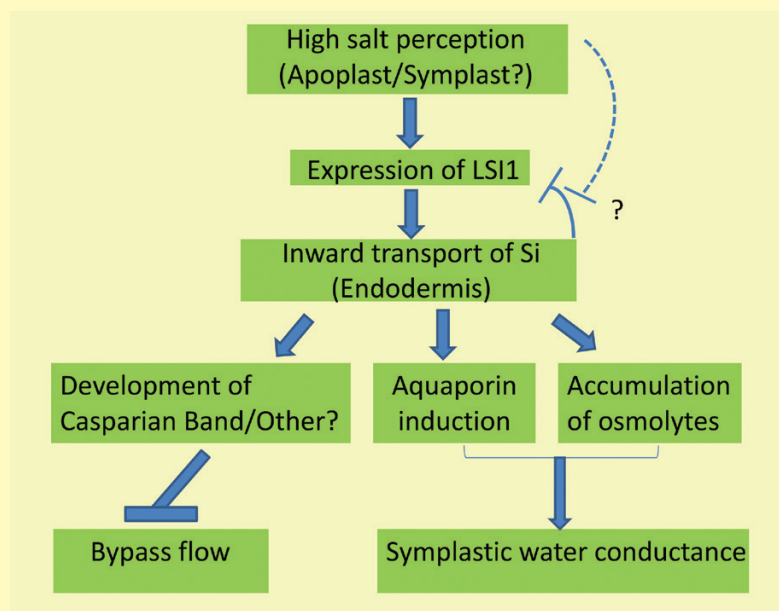 High salt perception
(Apoplast/Symplast?)
Expression of LSI1
?
Inward transport of Si
(Endodermis)
Development of
Casparian Band/Other?
Aquaporin
induction
Accumulation
of osmolytes
Bypass flow
Symplastic water conductance